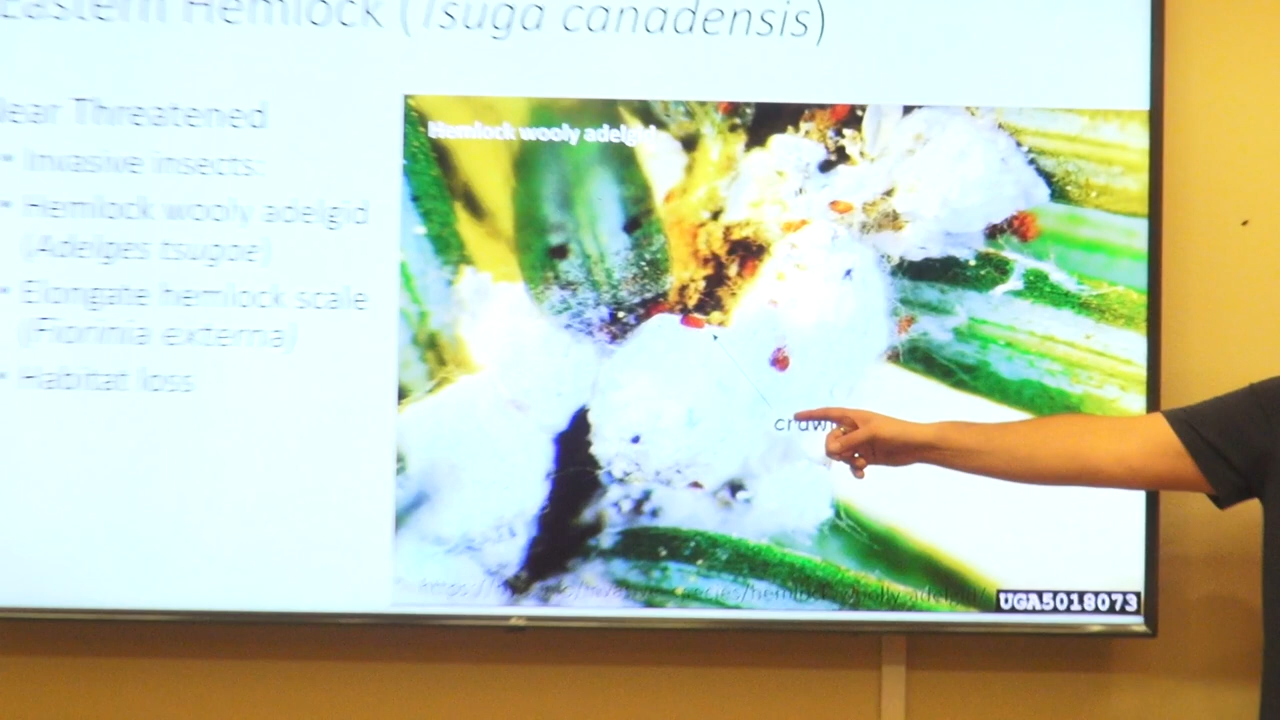 Eastern Hemlock (Tsuga canadensis)
Near Threatened
• Invasive insects:
• Hemlock wooly adelgid
(Adelges tsugae)
• Elongate hemlock scale
(Fiorinia externa)
• Habitat loss
Hemlock wooly adelgid
crawl
UGA5018073